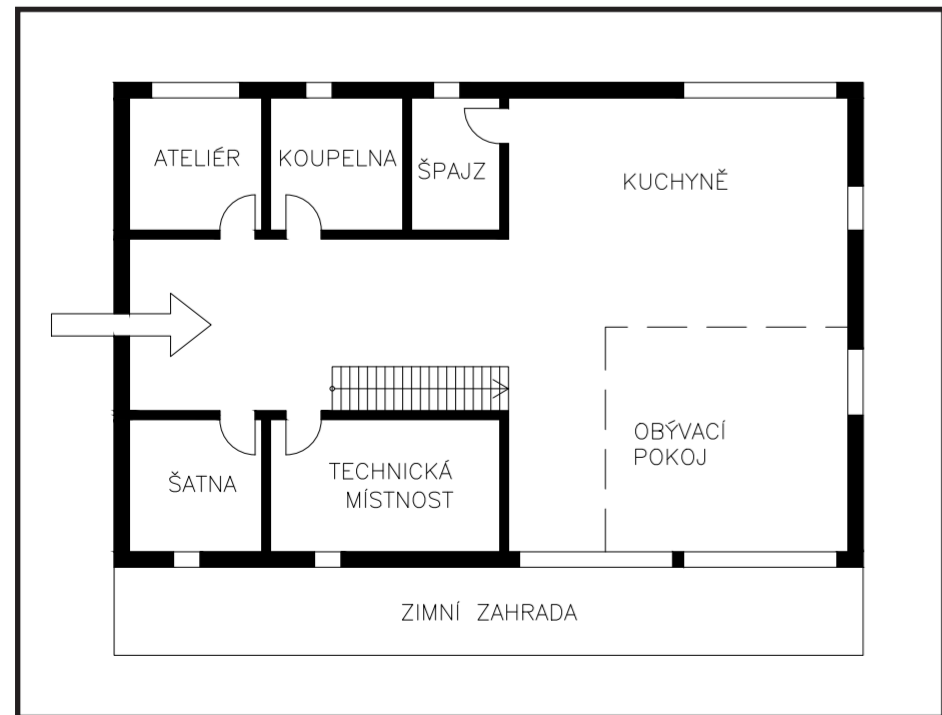 ATELIÉR
KOUPELNA
ŠPAJZ
KUCHYNĚ
OBÝVACÍ
POKOJ
ŠATNA
TECHNICKÁ
MÍSTNOST
ZIMNÍ ZAHRADA